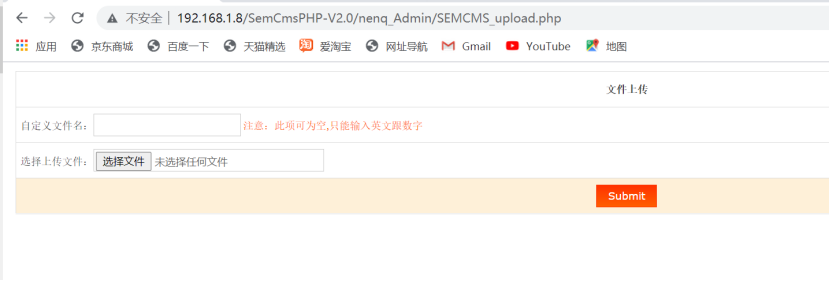 不安全 | 192.168.1.8/SemCmsPHP-V2.0/nenq_Admin/SEMCMS_upload.php
应用 京东商城 百度一下 天猫精选 淘 爱淘宝 网址导航 Gmail YouTube 地图
文件上传
自定义文件名: 注意:此项可为空,只能输入英文跟数字
选择上传文件: 选择文件 未选择任何文件
Submit